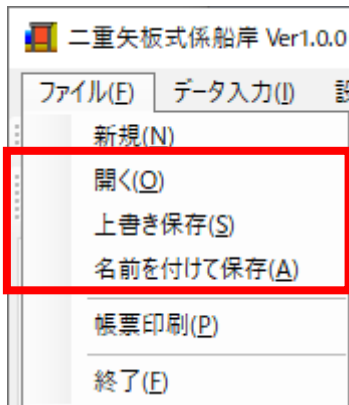 二重矢板式係船岸 Ver1.0.0
ファイル(F) データ入力(I)
新規(N)
開く(O)
上書き保存(S)
名前を付けて保存(A)
帳票印刷(P)
終了(E)